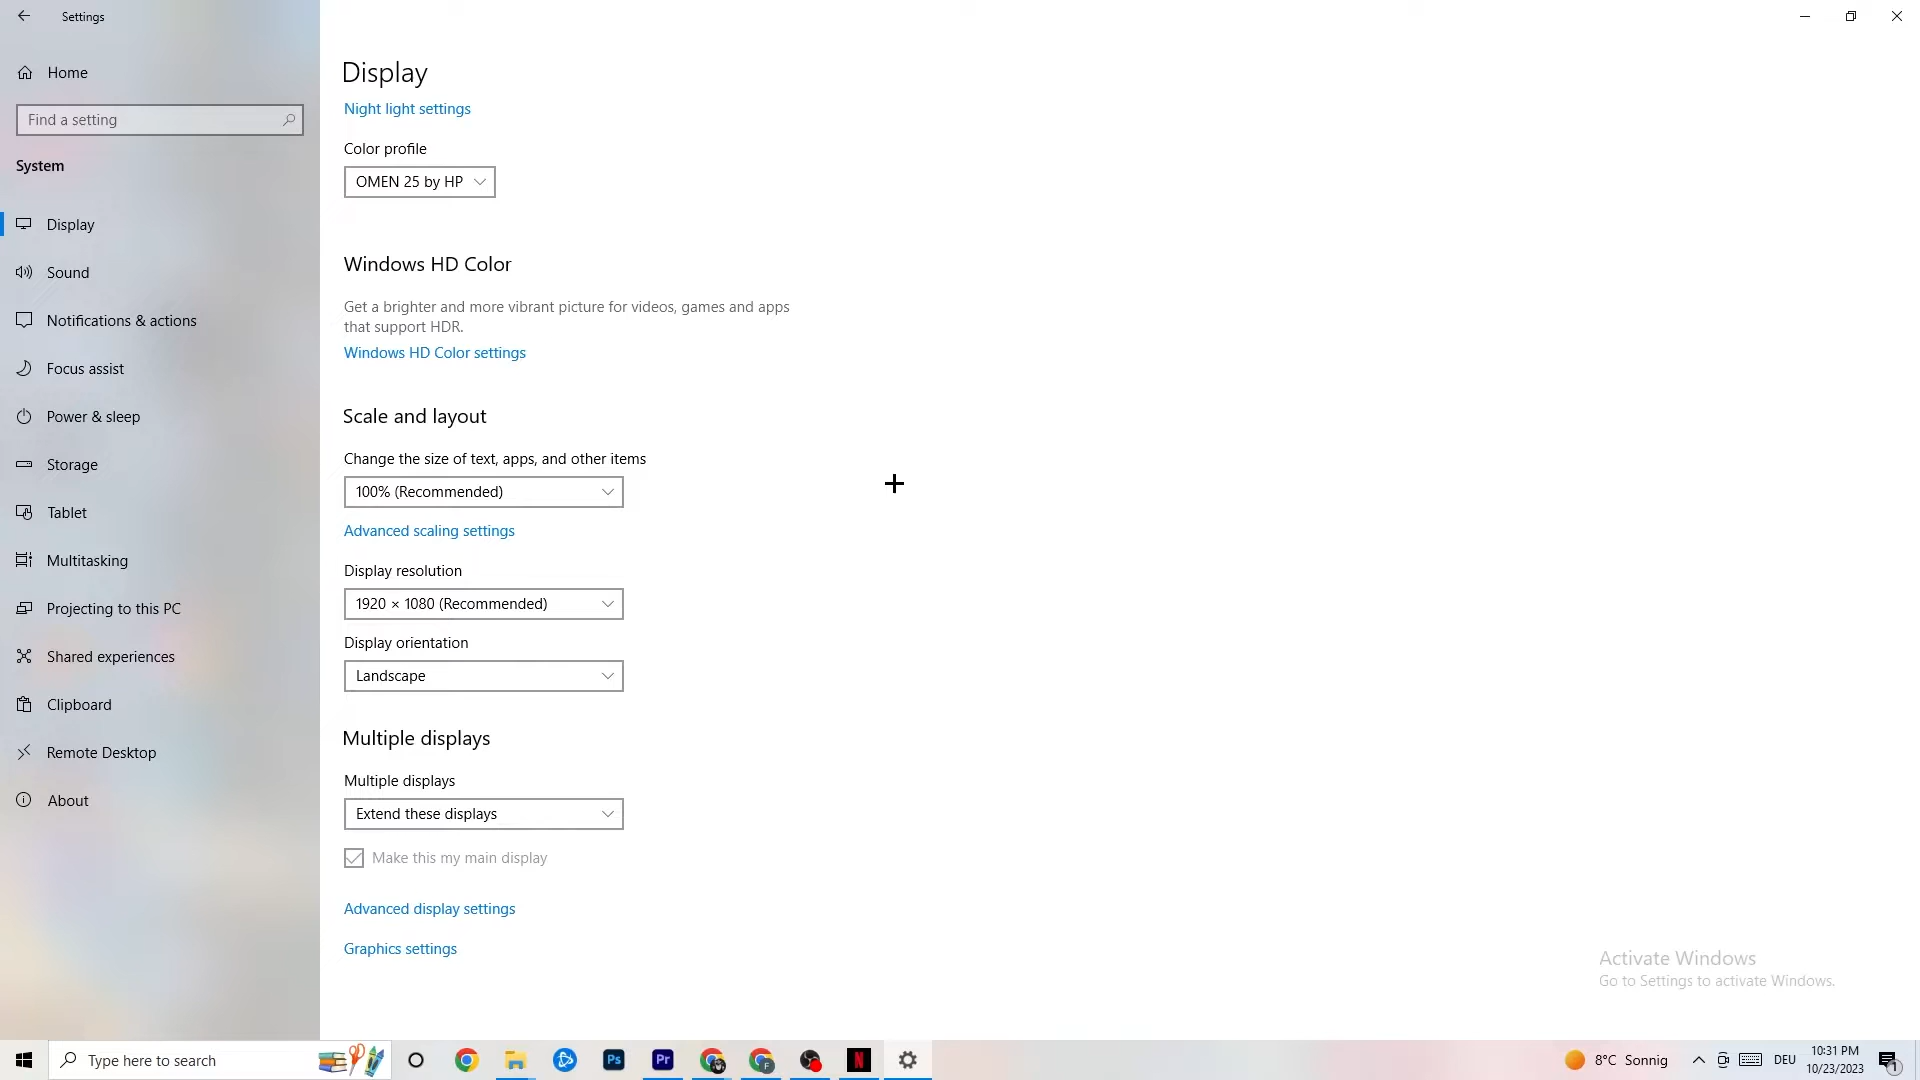 Settings
Home
Find a setting
System
Display
Sound
Notifications & actions
Focus assist
Power & sleep
Storage
Tablet
Multitasking
Projecting to this PC
Shared experiences
Clipboard
Remote Desktop
About
Display
Night light settings
Color profile
OMEN 25 by HP
Windows HD Color
Get a brighter and more vibrant picture for videos, games and apps
that support HDR.
Windows HD Color settings
Scale and layout
Change the size of text, apps, and other items
100% (Recommended)
Advanced scaling settings
Display resolution
1920 × 1080 (Recommended)
Display orientation
Landscape
Multiple displays
Multiple displays
Extend these displays
Make this my main display
Advanced display settings
Graphics settings
Activate Windows
Go to Settings to activate Windows.
Type here to search
Ps
Pr
F
N
8°C Sonnig
DEU
10:31 PM
10/23/2023
1